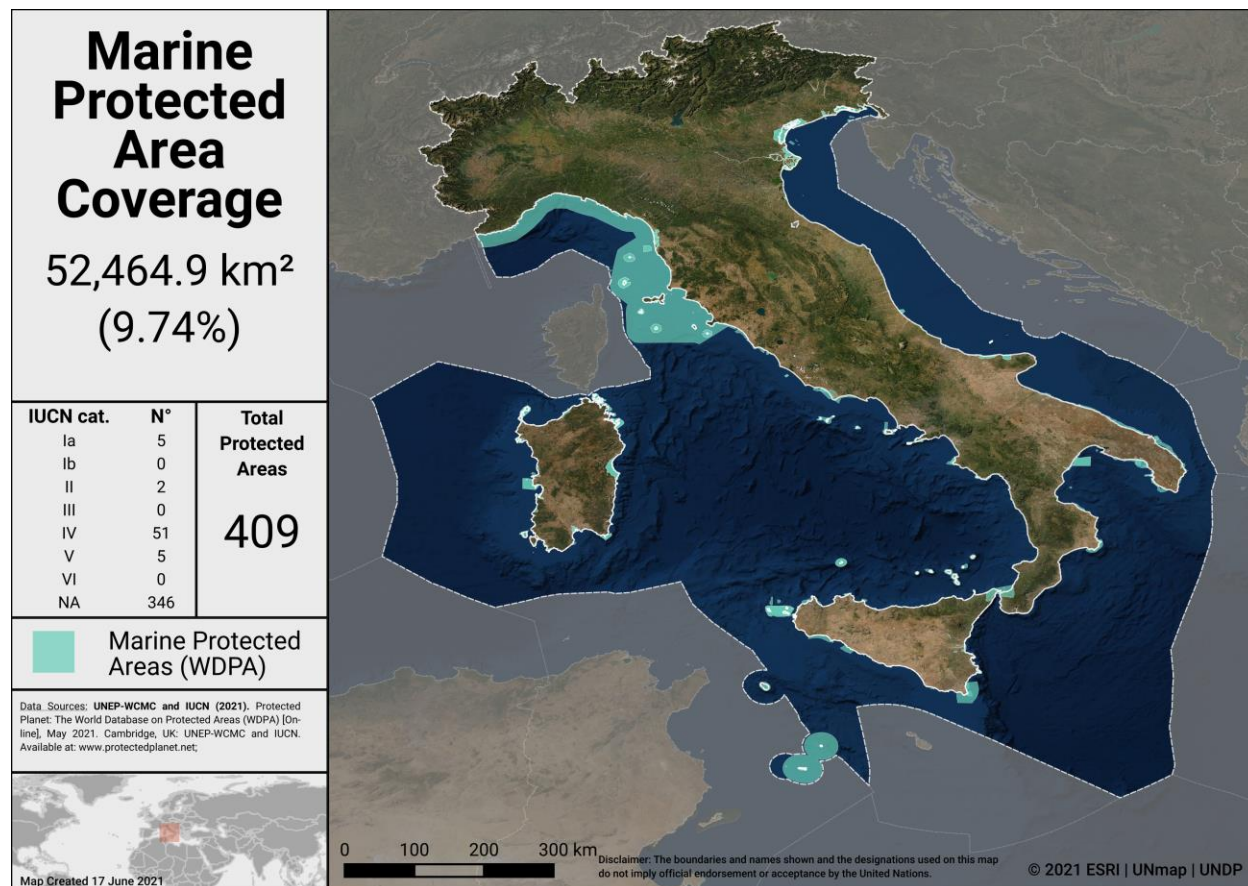 Marine
Protected
Area
Coverage
52,464.9 km²
(9.74%)
IUCN cat. N°
Ia 5
Ib 0
II 2
III 0
IV 51
V 5
VI 0
NA 346
Total
Protected
Areas
409
Marine Protected
Areas (WDPA)
Data Sources: UNEP-WCMC and IUCN (2021). Protected
Planet: The World Database on Protected Areas (WDPA) [On-
line], May 2021. Cambridge, UK: UNEP-WCMC and IUCN.
Available at: www.protectedplanet.net;
Map Created 17 June 2021
0 100 200 300 km
Disclaimer: The boundaries and names shown and the designations used on this map
do not imply official endorsement or acceptance by the United Nations.
© 2021 ESRI | UNmap | UNDP